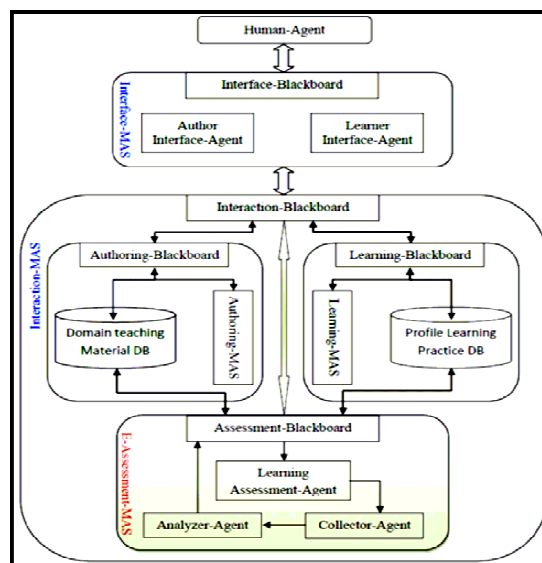 Human-Agent
Interface-MAS
Interface-Blackboard
Author
Interface-Agent
Learner
Interface-Agent
Interaction-MAS
Interaction-Blackboard
Authoring-Blackboard
Domain teaching
Material DB
Authoring-MAS
Learning-Blackboard
Learning-MAS
Profile Learning
Practice DB
E-Assessment-MAS
Assessment-Blackboard
Learning
Assessment-Agent
Analyzer-Agent
Collector-Agent